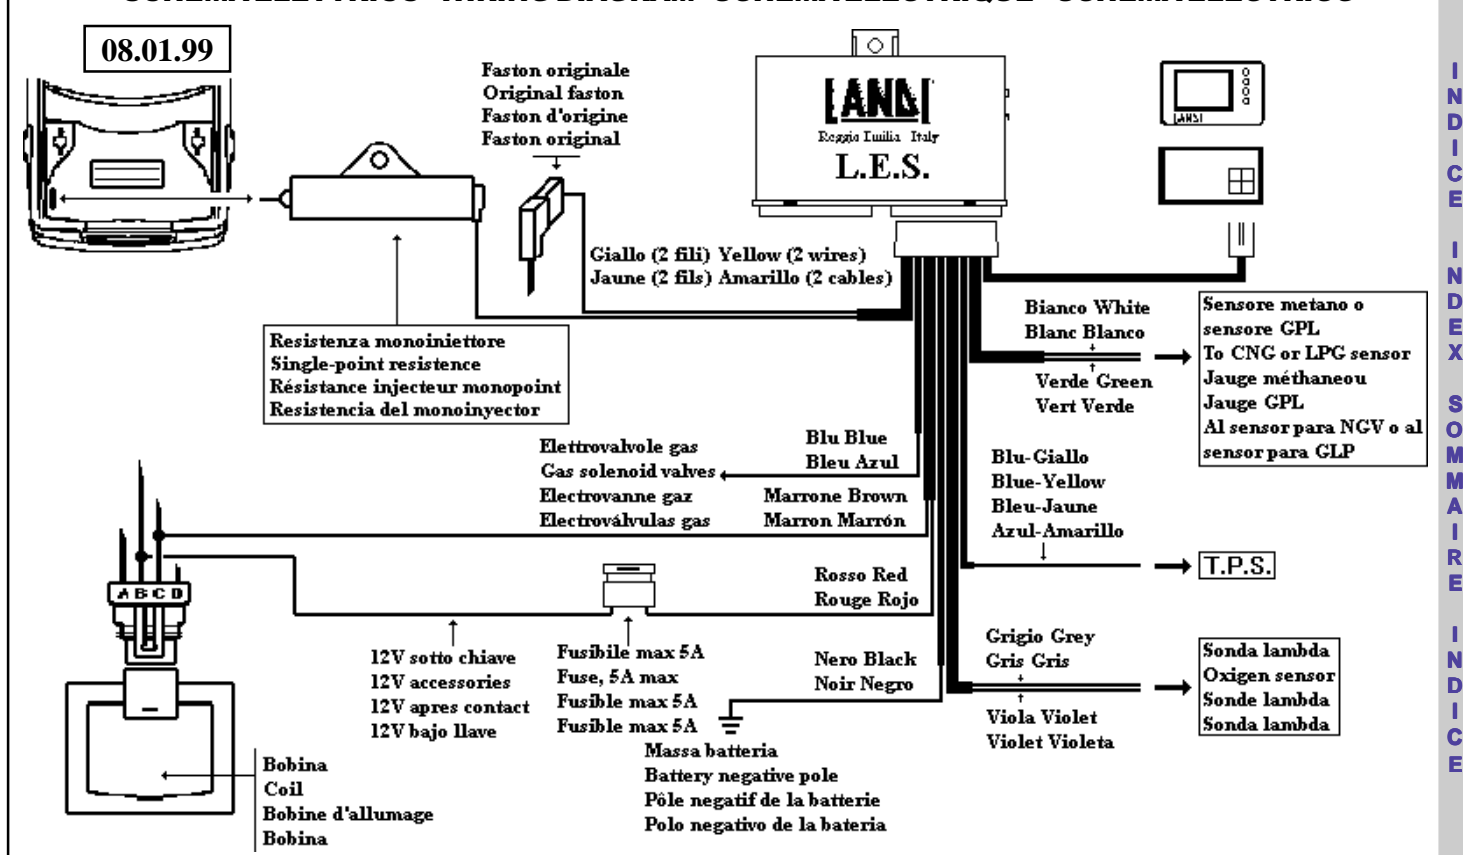 08.01.99
Faston originale
Original faston
Faston d'origine
Faston original
LANDI
Reggio Emilia Italy
L.E.S.
LANDI
Giallo (2 fili) Yellow (2 wires)
Jaune (2 fils) Amarillo (2 cables)
Resistenza monoiniettore
Single-point resistence
Résistance injecteur monopoint
Resistencia del monoinyector
Bianco White
Blanc Blanco
Verde Green
Vert Verde
Sensore metano o
sensore GPL
To CNG or LPG sensor
Jauge méthaneou
Jauge GPL
Al sensor para NGV o al
sensor para GLP
Elettrovalvole gas
Gas solenoid valves
Electrovanne gaz
Electroválvulas gas
Blu Blue
Bleu Azul
Marrone Brown
Marron Marrón
Blu-Giallo
Blue-Yellow
Bleu-Jaune
Azul-Amarillo
T.P.S.
A B C D
Rosso Red
Rouge Rojo
12V sotto chiave
12V accessories
12V apres contact
12V bajo llave
Fusibile max 5A
Fuse, 5A max
Fusible max 5A
Fusible max 5A
Nero Black
Noir Negro
Grigio Grey
Gris Gris
Viola Violet
Violet Violeta
Sonda lambda
Oxigen sensor
Sonde lambda
Sonda lambda
Massa batteria
Battery negative pole
Pôle negatif de la batterie
Polo negativo de la bateria
Bobina
Coil
Bobine d'allumage
Bobina
INDICE INDEX SOMMAIRE INDICE